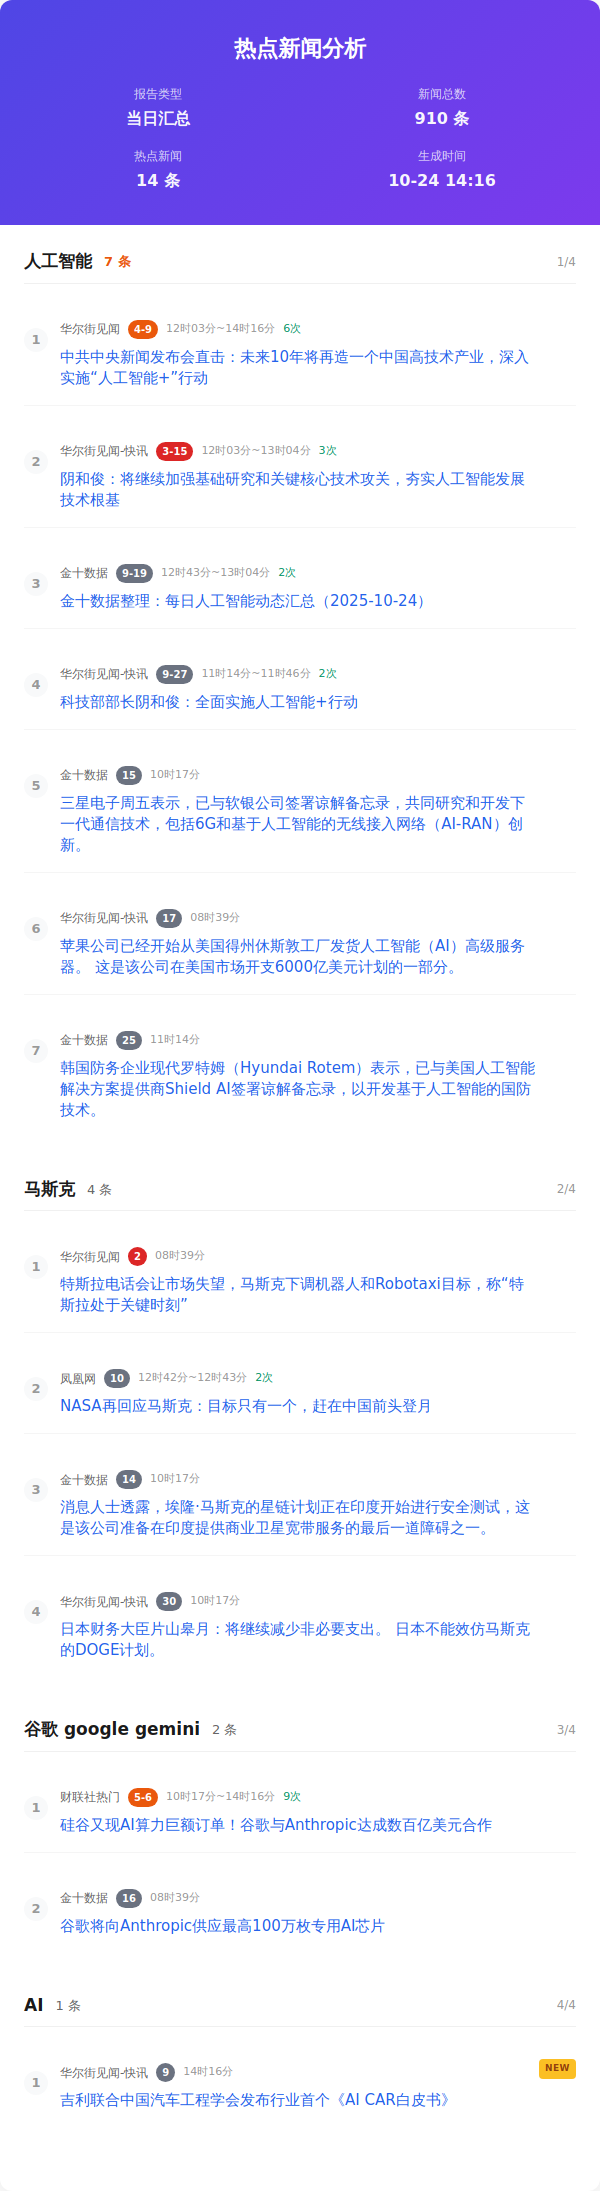 热点新闻分析
报告类型
新闻总数
当日汇总
910 条
热点新闻
生成时间
14 条
10-24 14:16
人工智能 7 条 1/4
1
华尔街见闻 4-9 12时03分~14时16分 6次
中共中央新闻发布会直击：未来10年将再造一个中国高技术产业，深入
实施“人工智能+”行动
2
华尔街见闻-快讯 3-15 12时03分~13时04分 3次
阴和俊：将继续加强基础研究和关键核心技术攻关，夯实人工智能发展
技术根基
3
金十数据 9-19 12时43分~13时04分 2次
金十数据整理：每日人工智能动态汇总（2025-10-24）
4
华尔街见闻-快讯 9-27 11时14分~11时46分 2次
科技部部长阴和俊：全面实施人工智能+行动
5
金十数据 15 10时17分
三星电子周五表示，已与软银公司签署谅解备忘录，共同研究和开发下
一代通信技术，包括6G和基于人工智能的无线接入网络（AI-RAN）创
新。
6
华尔街见闻-快讯 17 08时39分
苹果公司已经开始从美国得州休斯敦工厂发货人工智能（AI）高级服务
器。 这是该公司在美国市场开支6000亿美元计划的一部分。
7
金十数据 25 11时14分
韩国防务企业现代罗特姆（Hyundai Rotem）表示，已与美国人工智能
解决方案提供商Shield AI签署谅解备忘录，以开发基于人工智能的国防
技术。
马斯克 4 条 2/4
1
华尔街见闻 2 08时39分
特斯拉电话会让市场失望，马斯克下调机器人和Robotaxi目标，称“特
斯拉处于关键时刻”
2
凤凰网 10 12时42分~12时43分 2次
NASA再回应马斯克：目标只有一个，赶在中国前头登月
3
金十数据 14 10时17分
消息人士透露，埃隆·马斯克的星链计划正在印度开始进行安全测试，这
是该公司准备在印度提供商业卫星宽带服务的最后一道障碍之一。
4
华尔街见闻-快讯 30 10时17分
日本财务大臣片山皋月：将继续减少非必要支出。 日本不能效仿马斯克
的DOGE计划。
谷歌 google gemini 2 条 3/4
1
财联社热门 5-6 10时17分~14时16分 9次
硅谷又现AI算力巨额订单！谷歌与Anthropic达成数百亿美元合作
2
金十数据 16 08时39分
谷歌将向Anthropic供应最高100万枚专用AI芯片
AI 1 条 4/4
1
华尔街见闻-快讯 9 14时16分 NEW
吉利联合中国汽车工程学会发布行业首个《AI CAR白皮书》